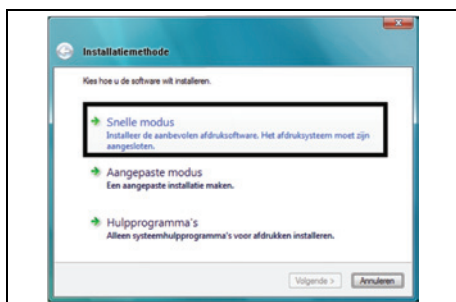 Installatiemethode
Kies hoe u de software wilt installeren.
Snelle modus
Installeer de aanbevolen afdruksoftware. Het afdruksysteem moet zijn
aangesloten.
Aangepaste modus
Een aangepaste installatie maken.
Hulpprogramma's
Alleen systeemhulpprogramma's voor afdrukken installeren.
Volgende >
Annuleren